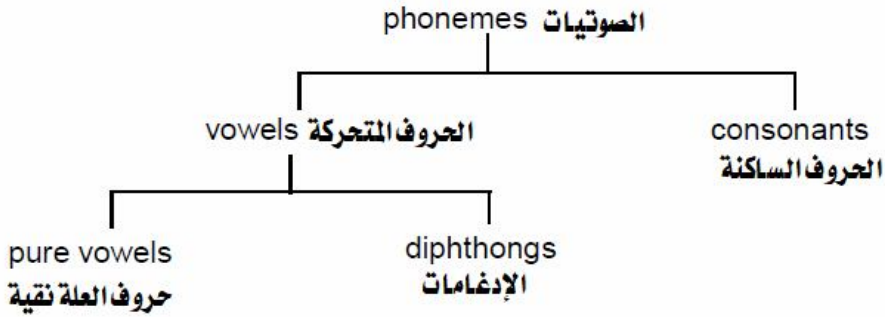 phonemes الصوتيات
vowels الحروف المتحركة
consonants
الحروف الساكنة
pure vowels
حروف العلة نقية
diphthongs
الإدغامات